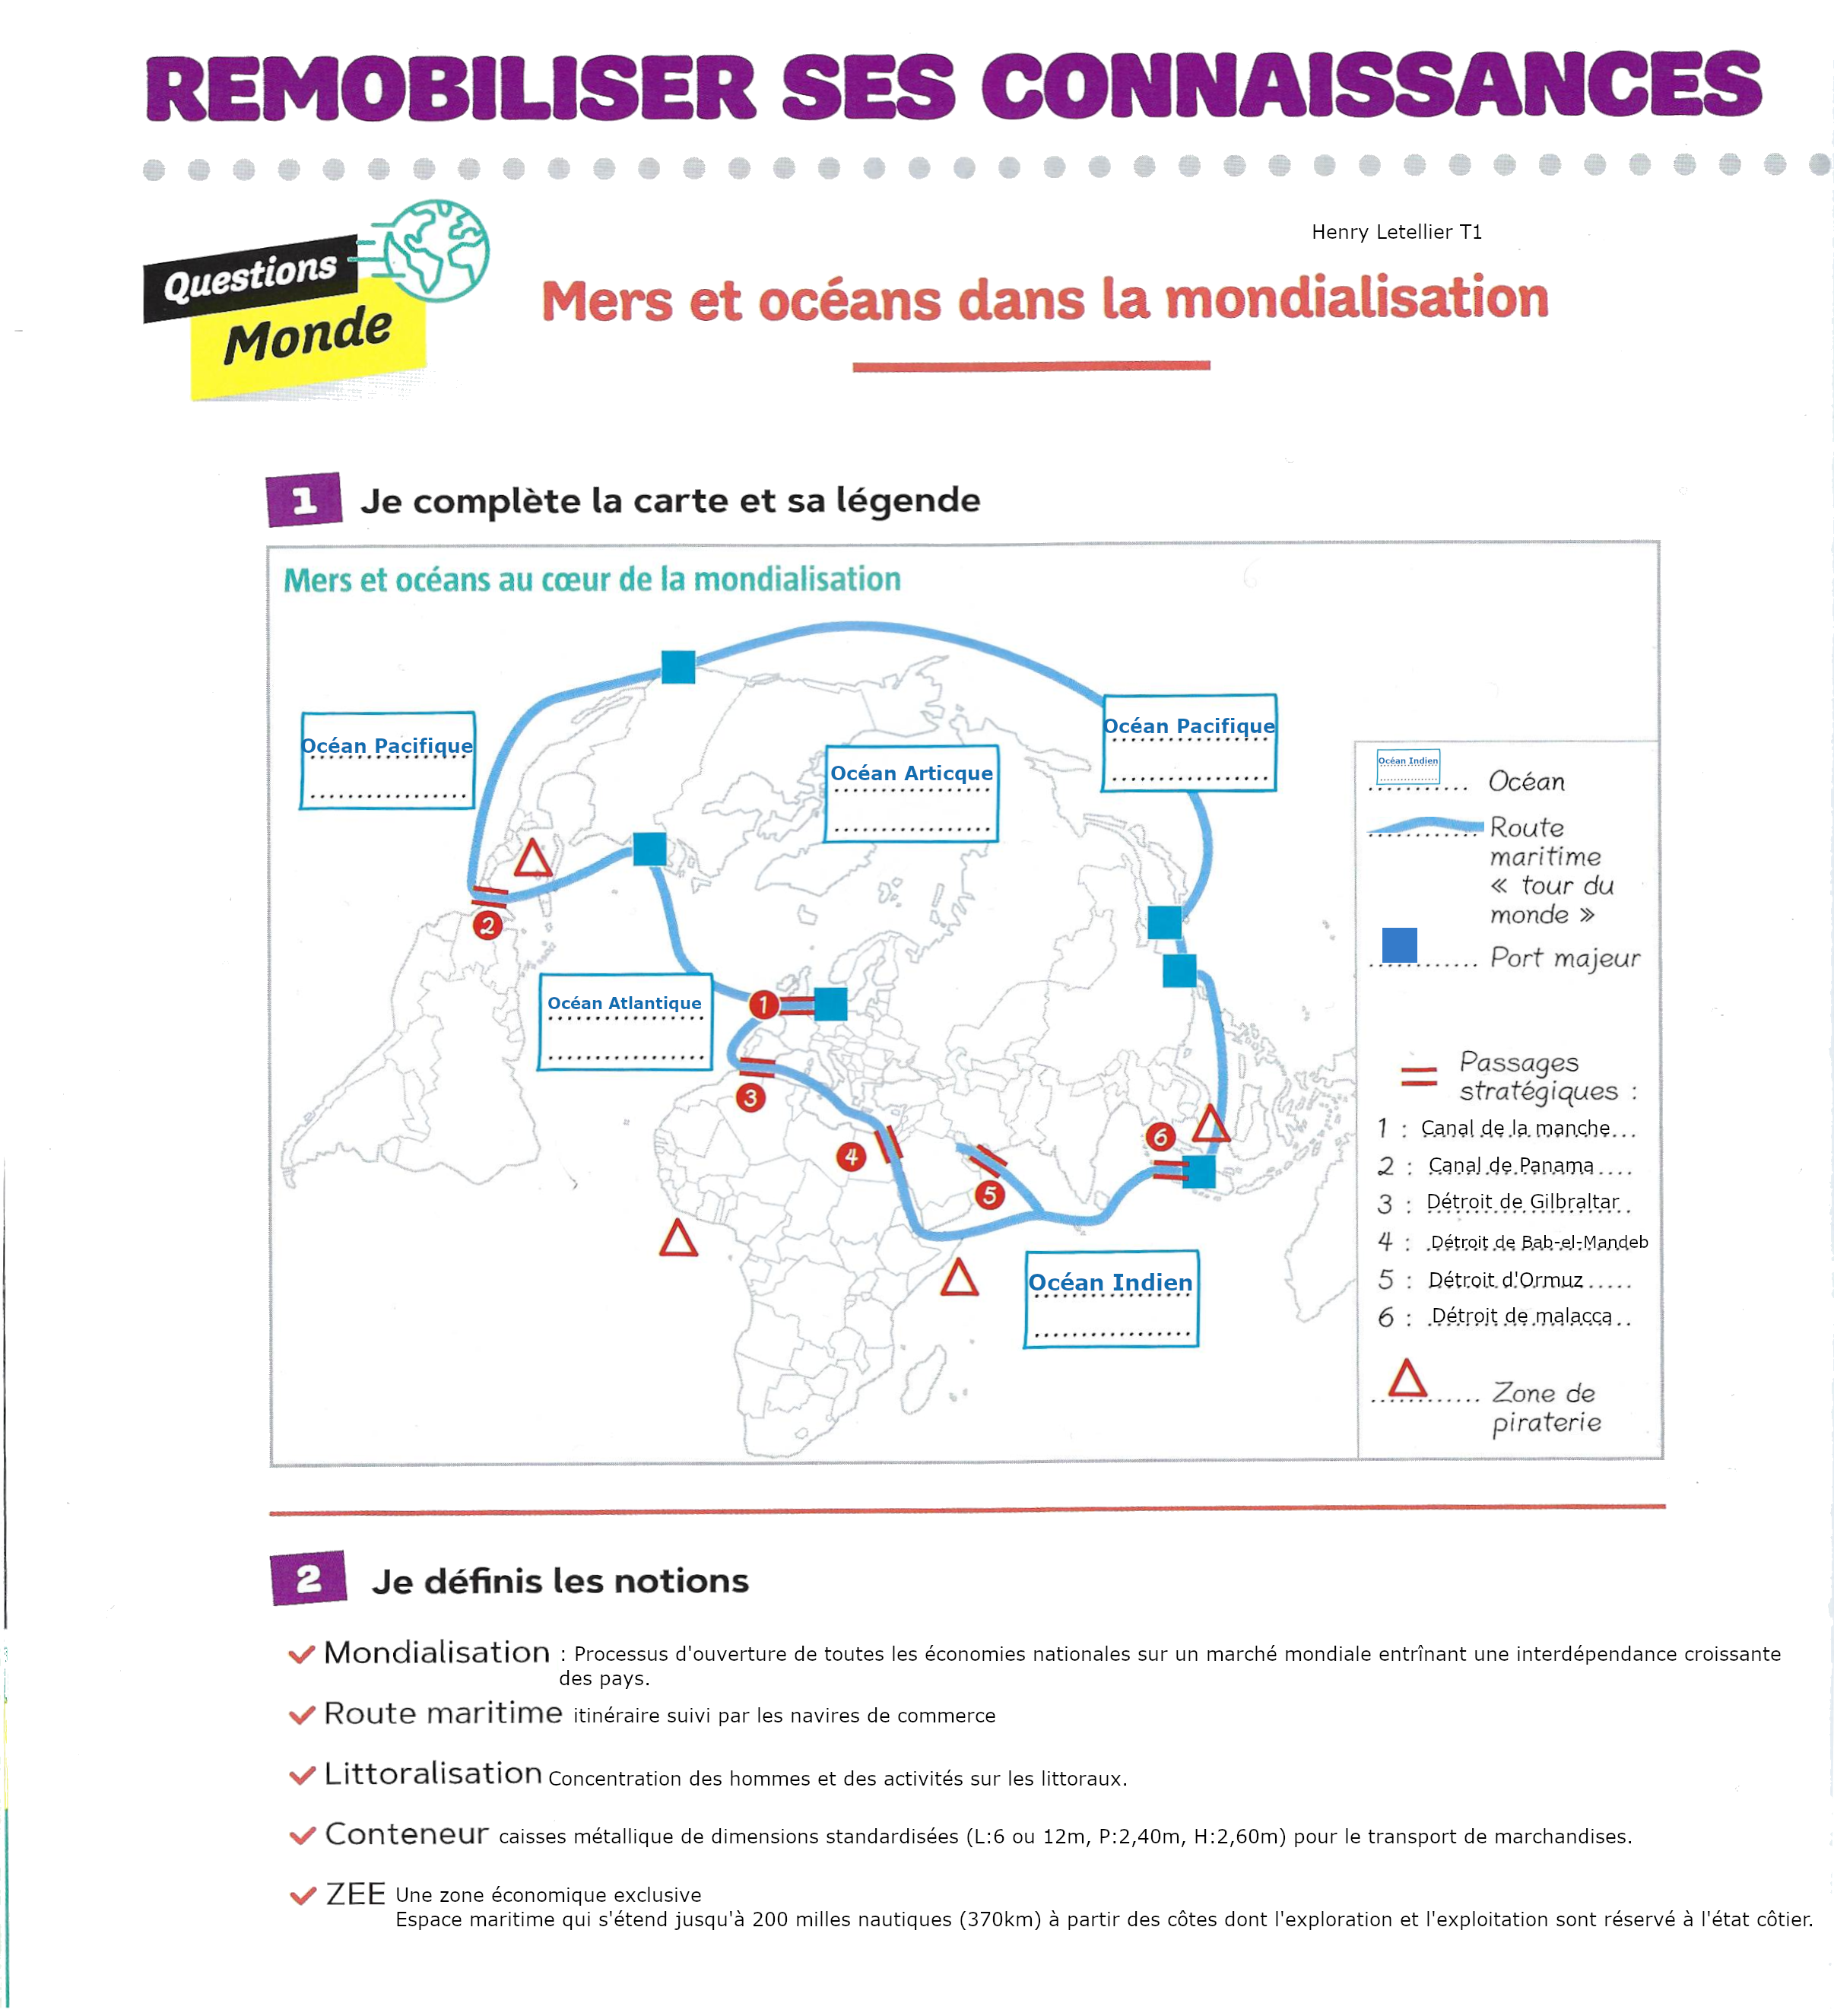 REMOBILISER SES CONNAISSANCES
Questions
Monde
Henry Letellier T1
Mers et océans dans la mondialisation
1 Je complète la carte et sa légende
Mers et océans au cœur de la mondialisation
Océan Pacifique
Océan Pacifique
Océan Articque
Océan Atlantique
Océan Indien
1
2
3
4
5
6
Océan Indien
Océan
Route
maritime
« tour du
monde »
Port majeur
Passages
stratégiques :
1 : Canal de la manche
2 : Canal de Panama
3 : Détroit de Gilbraltar
4 : Détroit de Bab-el-Mandeb
5 : Détroit d'Ormuz
6 : Détroit de malacca
Zone de
piraterie
2 Je définis les notions
Mondialisation : Processus d'ouverture de toutes les économies nationales sur un marché mondiale entrînant une interdépendance croissante
des pays.
Route maritime itinéraire suivi par les navires de commerce
Littoralisation Concentration des hommes et des activités sur les littoraux.
Conteneur caisses métallique de dimensions standardisées (L:6 ou 12m, P:2,40m, H:2,60m) pour le transport de marchandises.
ZEE Une zone économique exclusive
Espace maritime qui s'étend jusqu'à 200 milles nautiques (370km) à partir des côtes dont l'exploration et l'exploitation sont réservé à l'état côtier.